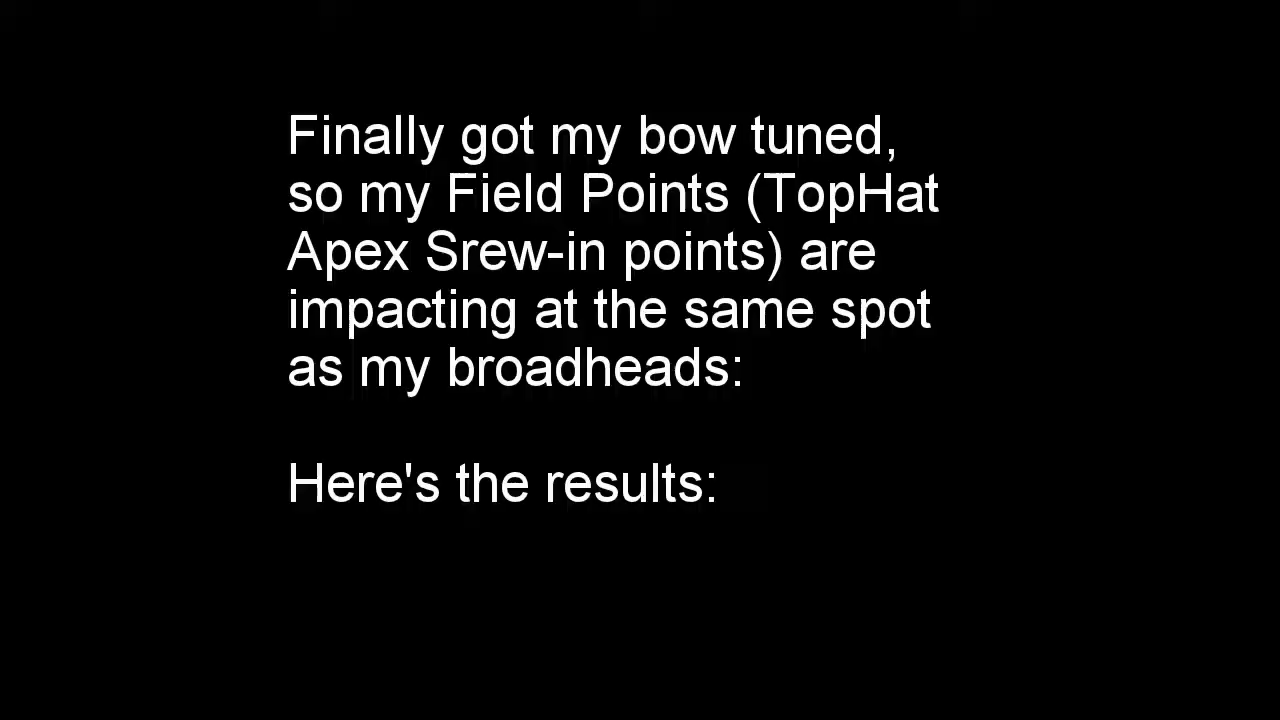 Finally got my bow tuned,
so my Field Points (TopHat
Apex Srew-in points) are
impacting at the same spot
as my broadheads:
Here's the results: